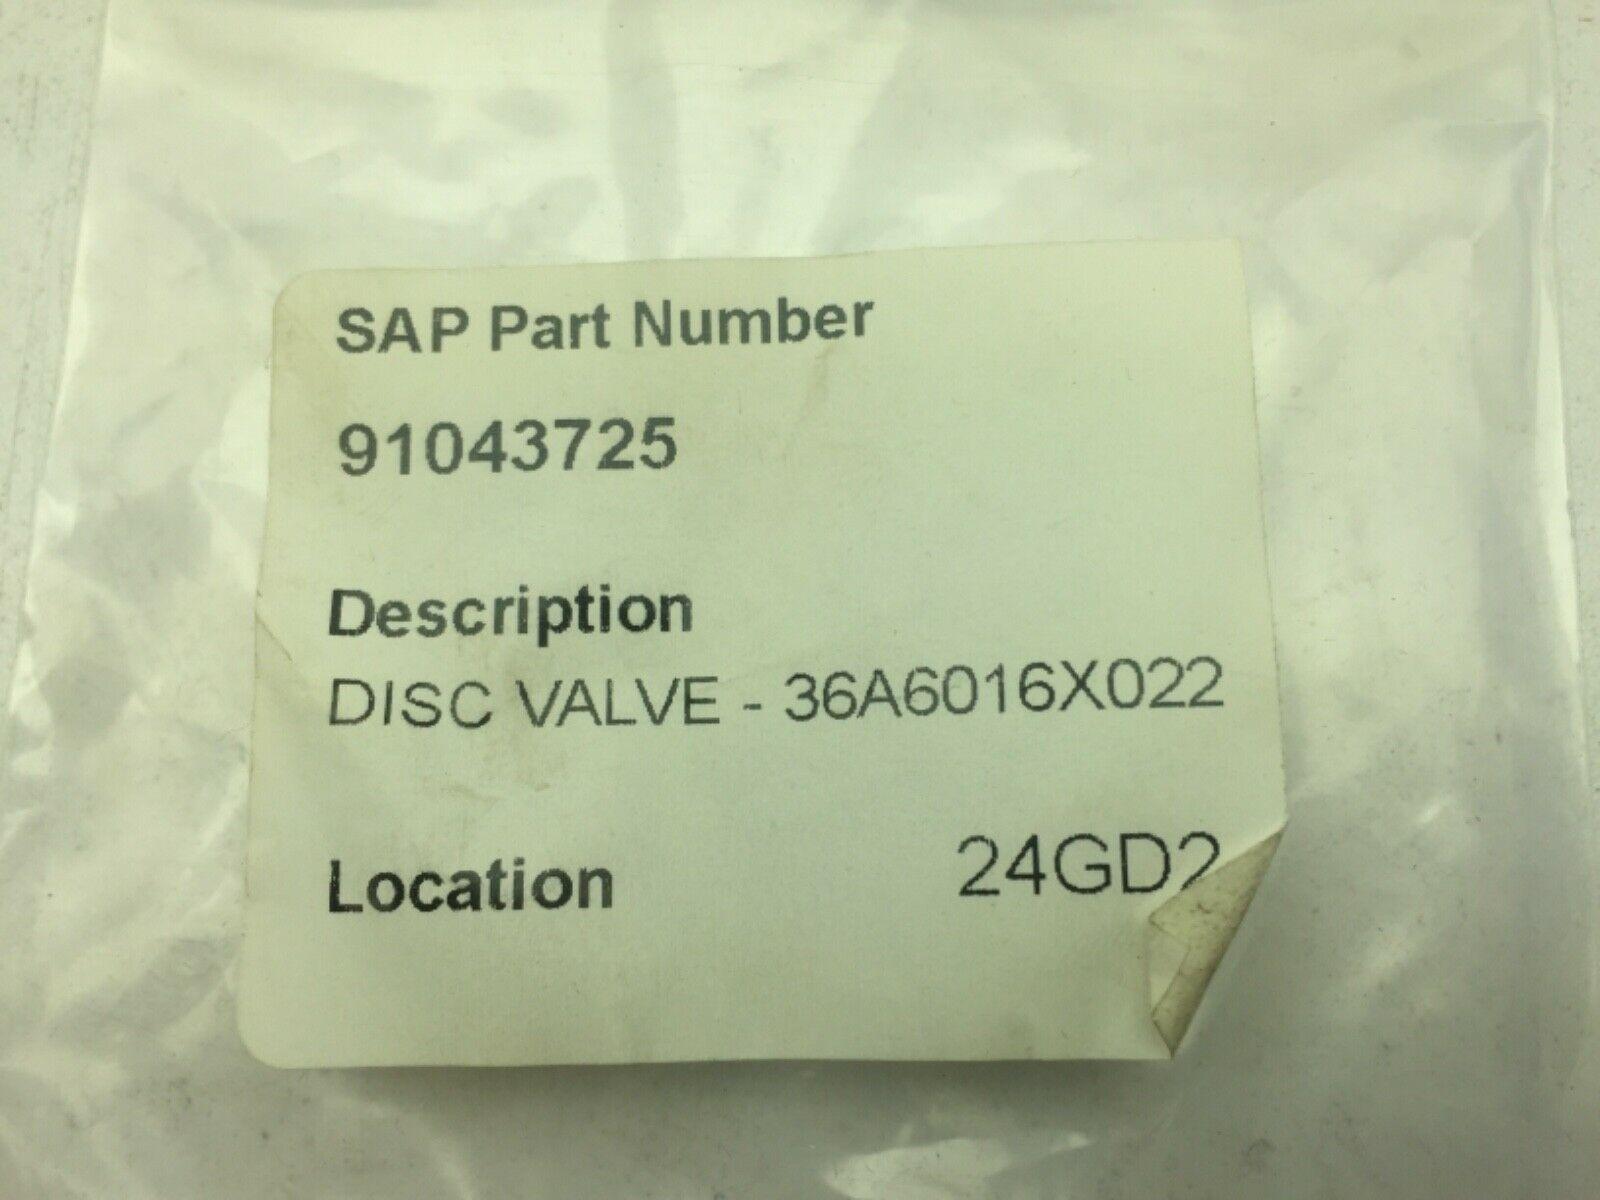 SAP Part Number
91043725
Description
DISC VALVE - 36A6016X022
Location 24GD2